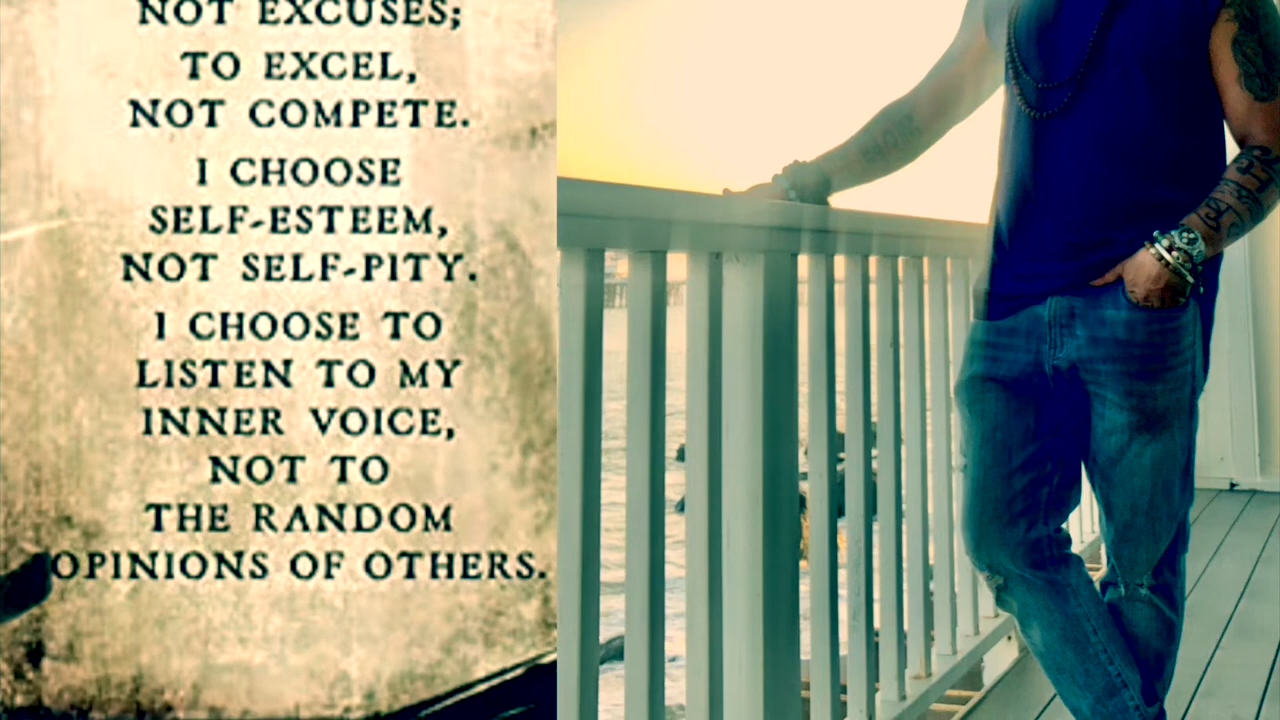 NOT EXCUSES;
TO EXCEL,
NOT COMPETE.
I CHOOSE
SELF-ESTEEM,
NOT SELF-PITY.
I CHOOSE TO
LISTEN TO MY
INNER VOICE,
NOT TO
THE RANDOM
OPINIONS OF OTHERS.